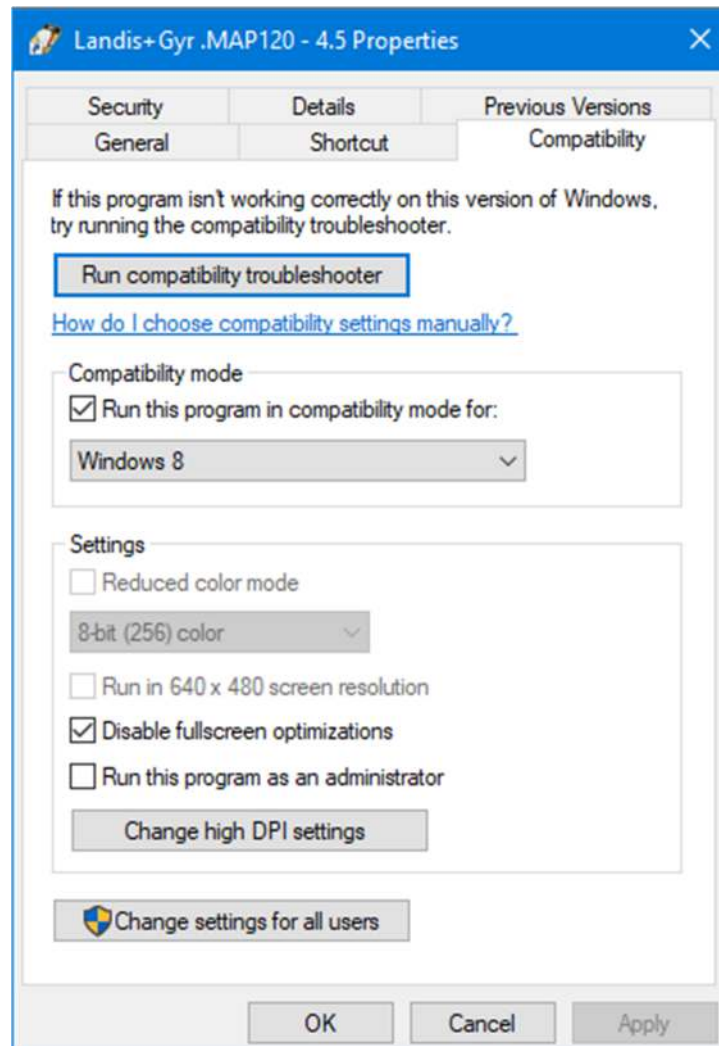 Landis+Gyr .MAP120 - 4.5 Properties
Security Details Previous Versions
General Shortcut Compatibility
If this program isn't working correctly on this version of Windows,
try running the compatibility troubleshooter.
Run compatibility troubleshooter
How do I choose compatibility settings manually?
Compatibility mode
Run this program in compatibility mode for:
Windows 8
Settings
Reduced color mode
8-bit (256) color
Run in 640 x 480 screen resolution
Disable fullscreen optimizations
Run this program as an administrator
Change high DPI settings
Change settings for all users
OK Cancel Apply